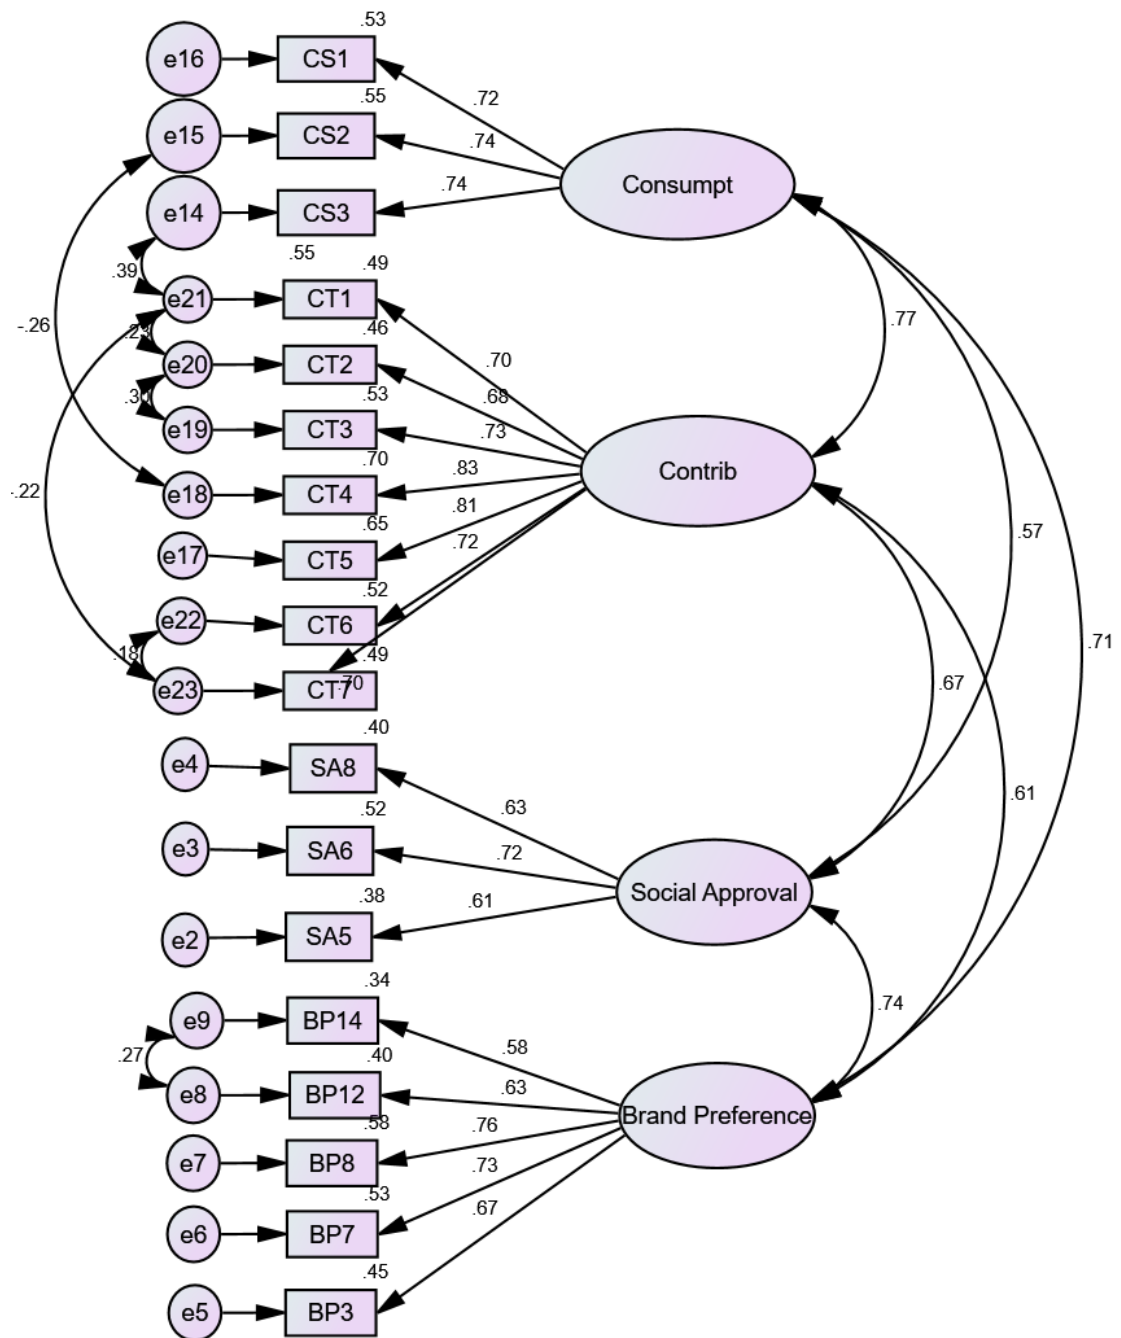 .53
e16 CS1
.72
.55
e15 CS2
.74
Consumpt
.74
e14 CS3
.55
.49
.39
e21 CT1
.77
-.26
.46
e20 CT2
.70
.68
.53
e19 CT3
.73
Contrib
.70
.83
e18 CT4
-.22
.81
.65
.57
e17 CT5
.72
.52
e22 CT6
.18
.49
.71
.70
e23 CT7
.67
.40
e4 SA8
.63
.61
.52
e3 SA6
.72
Social Approval
.38
.61
e2 SA5
.34
.74
e9 BP14
.58
.27
.40
e8 BP12
.63
Brand Preference
.58
.76
e7 BP8
.73
.53
.67
e6 BP7
.45
e5 BP3